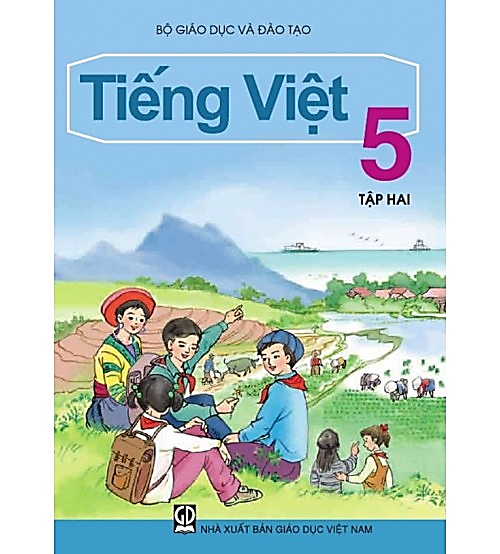 BỘ GIÁO DỤC VÀ ĐÀO TẠO
Tiếng Việt
5
TẬP HAI
GD
NHÀ XUẤT BẢN GIÁO DỤC VIỆT NAM